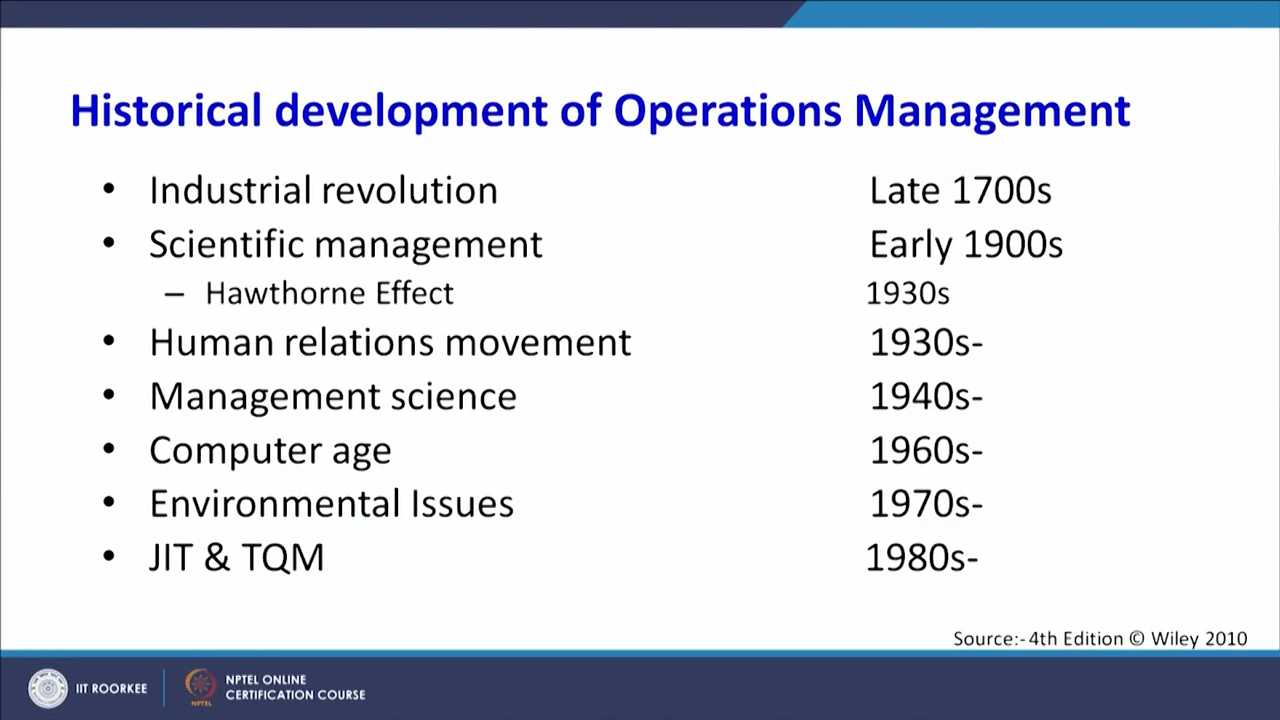 Historical development of Operations Management
• Industrial revolution Late 1700s
• Scientific management Early 1900s
– Hawthorne Effect 1930s
• Human relations movement 1930s-
• Management science 1940s-
• Computer age 1960s-
• Environmental Issues 1970s-
• JIT & TQM 1980s-
Source:- 4th Edition © Wiley 2010
IIT ROORKEE
NPTEL
NPTEL ONLINE
CERTIFICATION COURSE